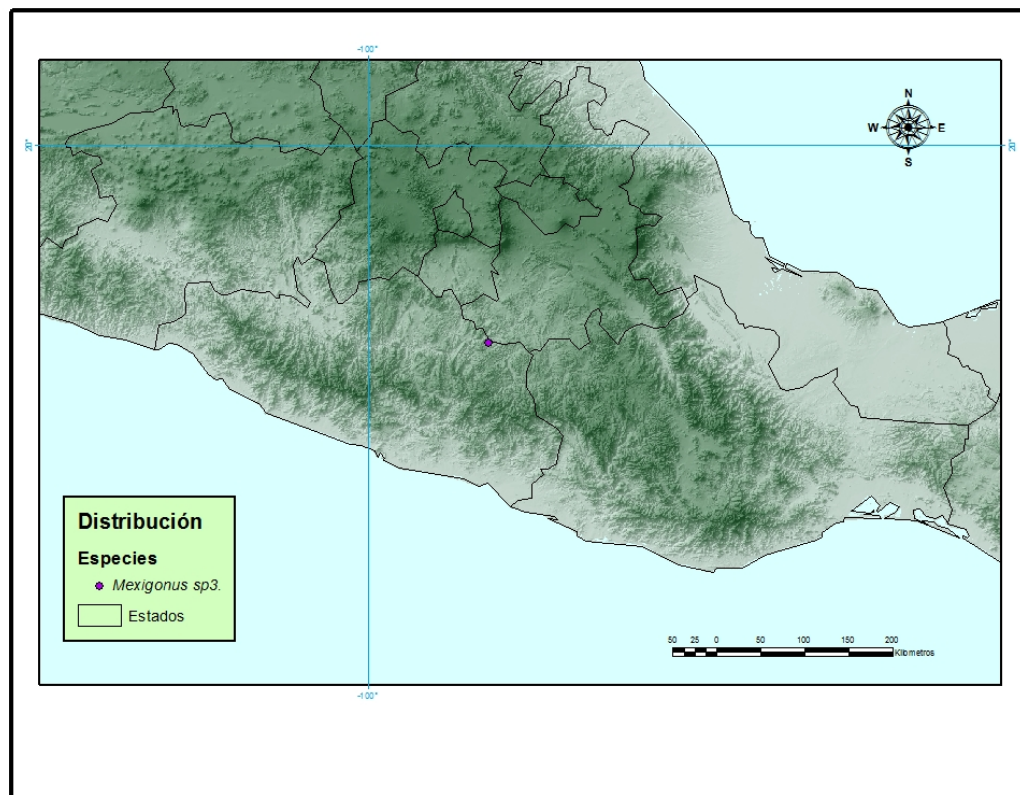 -100°
N
W E
S
20°
20°
Distribución
Especies
Mexigonus sp3.
Estados
50 25 0 50 100 150 200
Kilometros
-100°